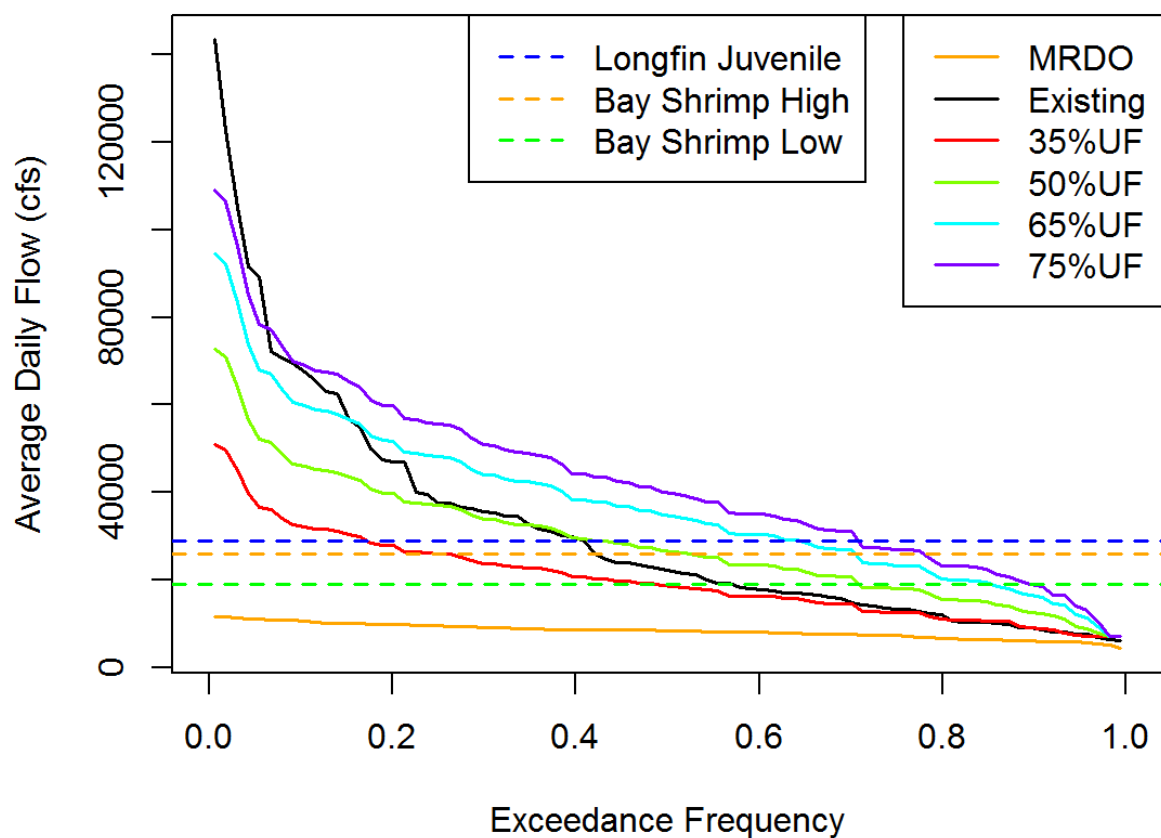 Longfin Juvenile
Bay Shrimp High
Bay Shrimp Low
MRDO
Existing
35%UF
50%UF
65%UF
75%UF
Average Daily Flow (cfs)
120000
80000
40000
0
0.0 0.2 0.4 0.6 0.8 1.0
Exceedance Frequency